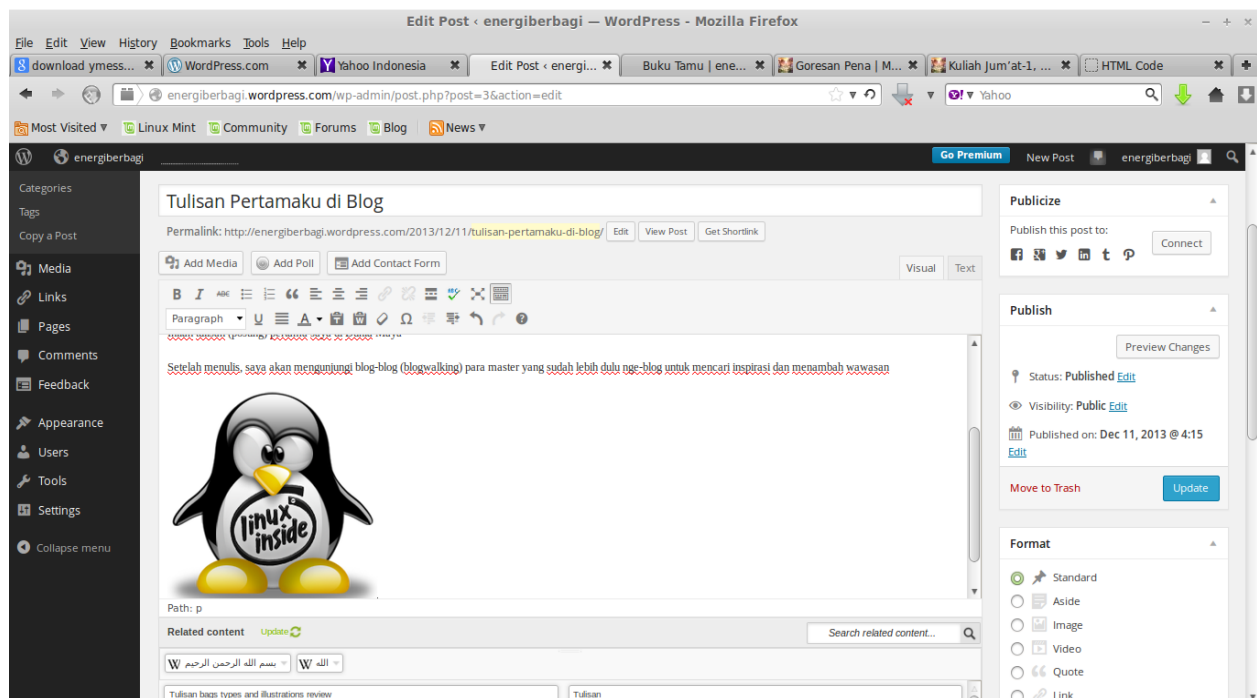 Edit Post ‹ energiberbagi — WordPress - Mozilla Firefox
File Edit View History Bookmarks Tools Help
download ymess... WordPress.com Yahoo Indonesia Edit Post ‹ energi... Buku Tamu | ene... Goresan Pena | M... Kuliah Jum'at-1, ... HTML Code
energiberbagi.wordpress.com/wp-admin/post.php?post=3&action=edit Yahoo
Most Visited Linux Mint Community Forums Blog News
energiberbagi Go Premium New Post energiberbagi
Categories
Tags
Copy a Post
Media
Links
Pages
Comments
Feedback
Appearance
Users
Tools
Settings
Collapse menu
Tulisan Pertamaku di Blog
Permalink: http://energiberbagi.wordpress.com/2013/12/11/tulisan-pertamaku-di-blog/ Edit View Post Get Shortlink
Add Media Add Poll Add Contact Form Visual Text
B I ABC
Paragraph U A Ω
Setelah menulis, saya akan mengunjungi blog-blog (blogwalking) para master yang sudah lebih dulu nge-blog untuk mencari inspirasi dan menambah wawasan
linux
inside
Path: p
Related content Update Search related content...
W بسم الله الرحمن الرحيم W الله
Tulisan bags types and illustrations review Tulisan
Publicize
Publish this post to:
Connect
Publish
Preview Changes
Status: Published Edit
Visibility: Public Edit
Published on: Dec 11, 2013 @ 4:15
Edit
Move to Trash Update
Format
Standard
Aside
Image
Video
Quote
Link